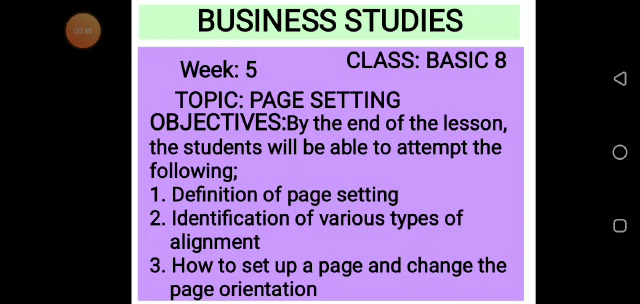 00:40
BUSINESS STUDIES
Week: 5
CLASS: BASIC 8
TOPIC: PAGE SETTING
OBJECTIVES:By the end of the lesson,
the students will be able to attempt the
following;
1. Definition of page setting
2. Identification of various types of
alignment
3. How to set up a page and change the
page orientation